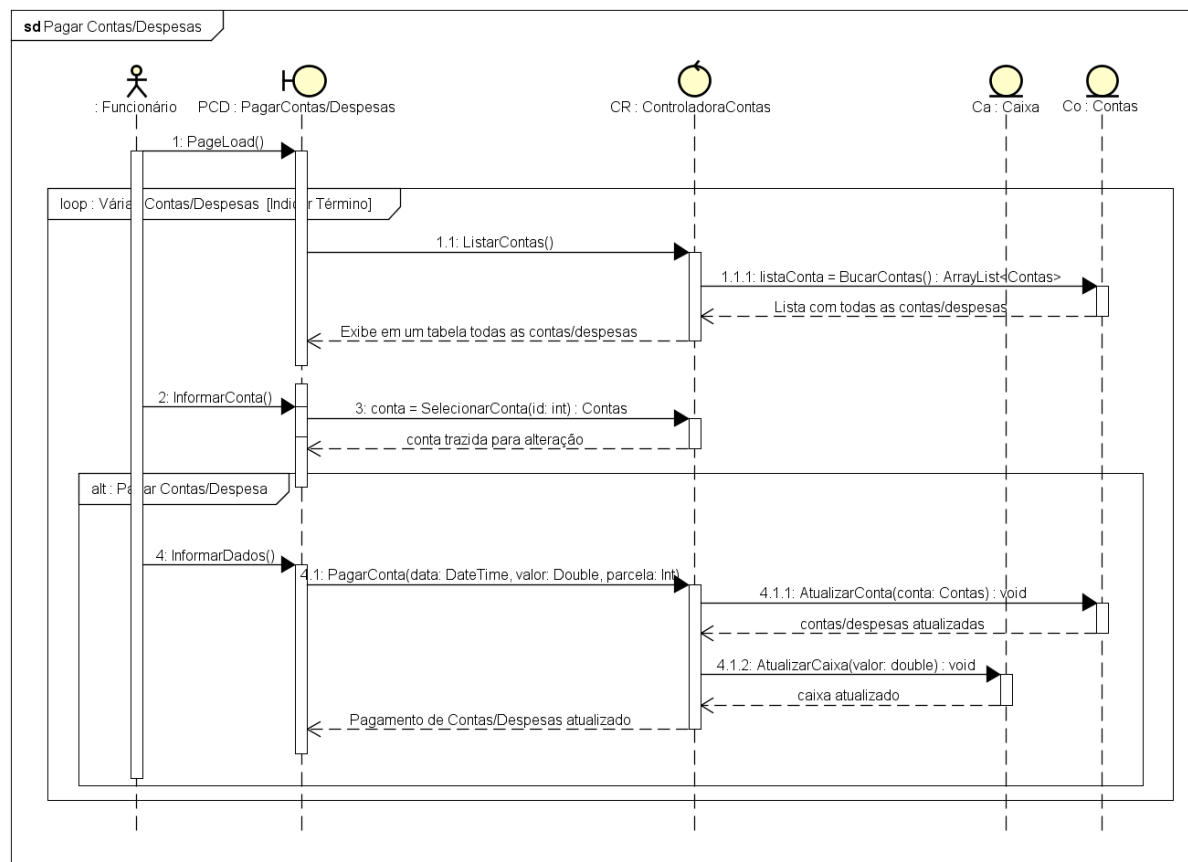 sd Pagar Contas/Despesas
: Funcionário
PCD : PagarContas/Despesas
CR : ControladoraContas
Ca : Caixa
Co : Contas
1: PageLoad()
loop : Vária Contas/Despesas [Indic r Término]
1.1: ListarContas()
1.1.1: listaConta = BucarContas() : ArrayList<Contas>
Lista com todas as contas/despesas
Exibe em um tabela todas as contas/despesas
2: InformarConta()
3: conta = SelecionarConta(id: int) : Contas
conta trazida para alteração
alt : Pa ar Contas/Despesa
4: InformarDados()
4.1: PagarConta(data: DateTime, valor: Double, parcela: Int)
4.1.1: AtualizarConta(conta: Contas) : void
contas/despesas atualizadas
4.1.2: AtualizarCaixa(valor: double) : void
caixa atualizado
Pagamento de Contas/Despesas atualizado